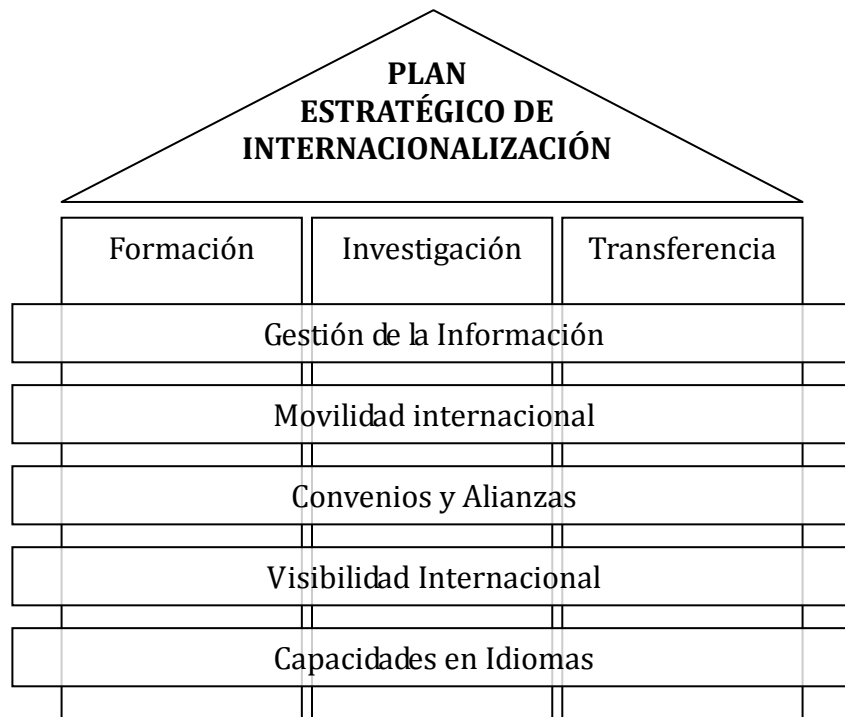 PLAN
ESTRATÉGICO DE
INTERNACIONALIZACIÓN
Formación
Investigación
Transferencia
Gestión de la Información
Movilidad internacional
Convenios y Alianzas
Visibilidad Internacional
Capacidades en Idiomas